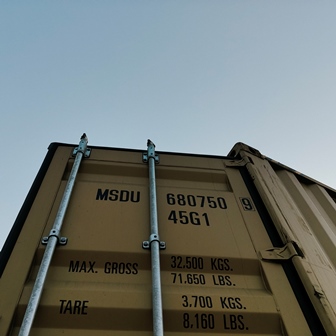 MSDU 680750 9
45G1
MAX. GROSS 32.500 KGS.
71.650 LBS.
TARE 3.700 KGS.
8.160 LBS.